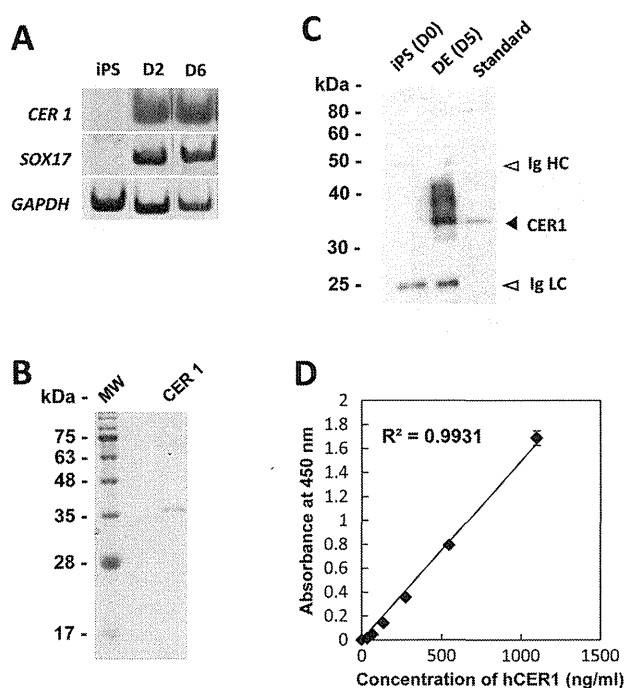 A
iPS D2 D6
CER 1
SOX17
GAPDH
B
kDa - MW CER 1
75 -
63 -
48 -
35 -
28 -
17 -
C
iPS (D0) DE (D5) Standard
kDa -
80 -
60 -
50 -
40 -
30 -
25 -
Ig HC
CER1
Ig LC
D
R² = 0.9931
Absorbance at 450 nm
2
1.8
1.6
1.4
1.2
1
0.8
0.6
0.4
0.2
0
0 500 1000 1500
Concentration of hCER1 (ng/ml)